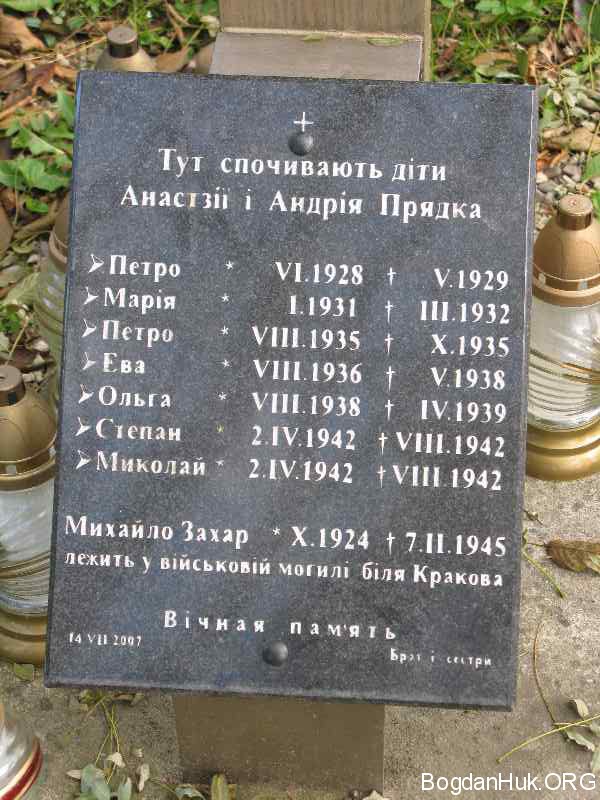 Тут спочивають діти
Анастзії і Андрія Прядка
➢ Петро * VI.1928 † V.1929
➢ Марія * I.1931 † III.1932
➢ Петро * VIII.1935 † X.1935
➢ Ева * VIII.1936 † V.1938
➢ Ольга * VIII.1938 † IV.1939
➢ Степан * 2.IV.1942 † VIII.1942
➢ Миколай * 2.IV.1942 † VIII.1942
Михайло Захар * X.1924 † 7.II.1945
лежить у військовій могилі біля Кракова
Вічная пам'ять
14 VII 2007
Брат і сестри
BogdanHuk.ORG